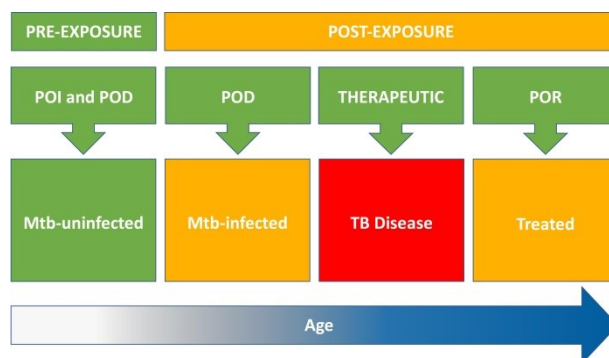 PRE-EXPOSURE
POST-EXPOSURE
POI and POD
POD
THERAPEUTIC
POR
Mtb-uninfected
Mtb-infected
TB Disease
Treated
Age